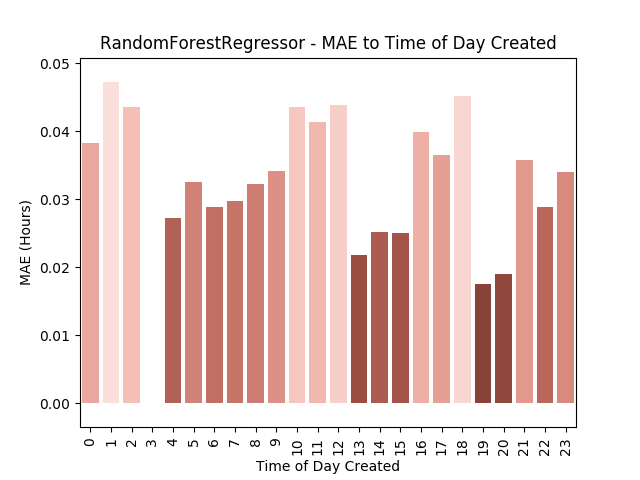 RandomForestRegressor - MAE to Time of Day Created
MAE (Hours)
0.05
0.04
0.03
0.02
0.01
0.00
0 1 2 3 4 5 6 7 8 9 10 11 12 13 14 15 16 17 18 19 20 21 22 23
Time of Day Created